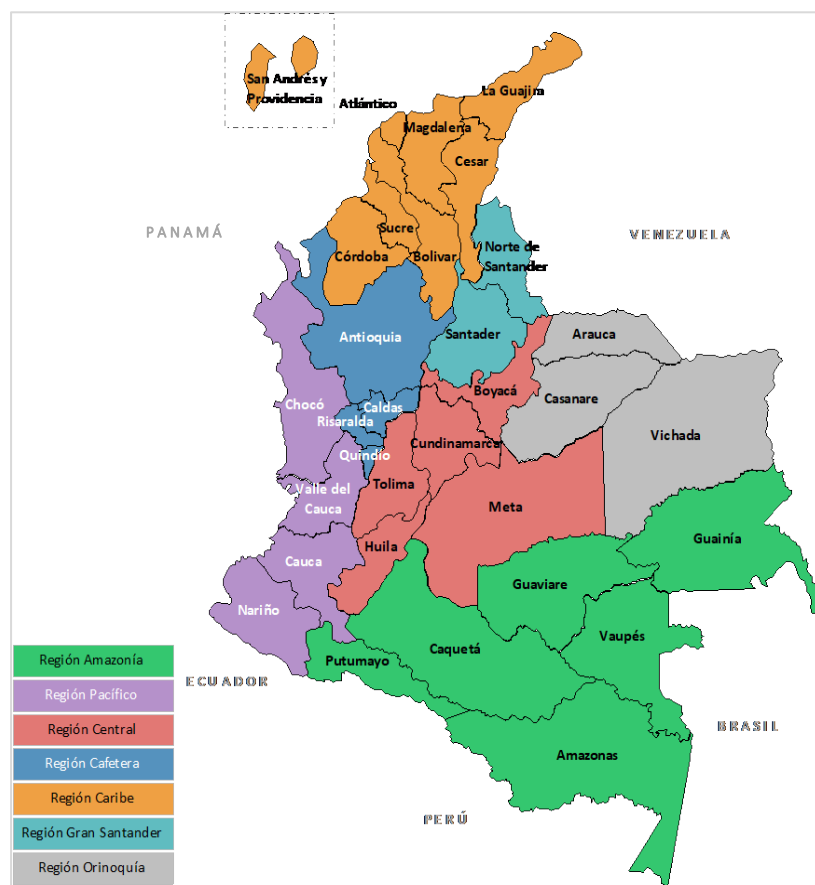 San Andrés y
Providencia
Atlántico
La Guajira
Magdalena
Cesar
PANAMÁ
VENEZUELA
Sucre
Norte de
Santander
Córdoba
Bolivar
Antioquia
Santader
Arauca
Boyacá
Casanare
Chocó
Caldas
Risaralda
Vichada
Cundinamarca
Quindío
Valle del
Cauca
Tolima
Meta
Guainía
Huila
Cauca
Guaviare
Nariño
Vaupés
Caquetá
Putumayo
ECUADOR
BRASIL
Amazonas
PERÚ
Región Amazonía
Región Pacífico
Región Central
Región Cafetera
Región Caribe
Región Gran Santander
Región Orinoquía